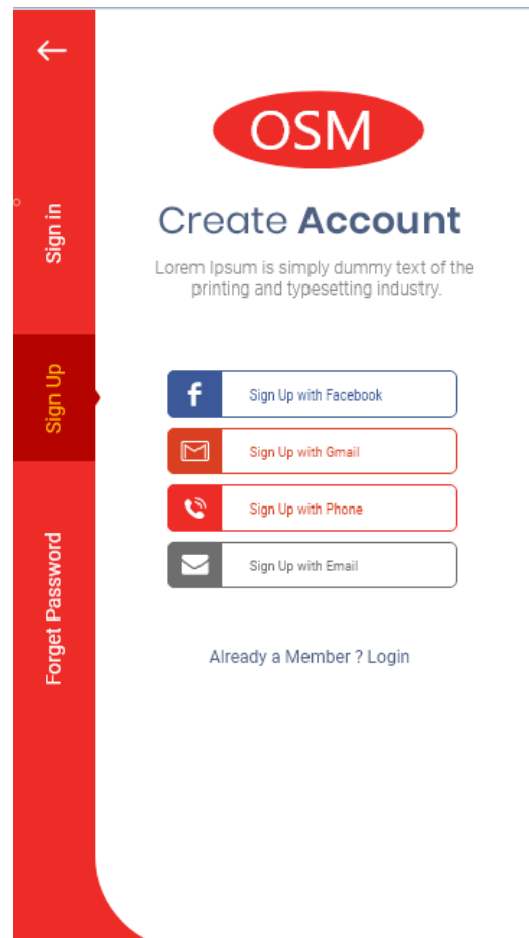 OSM
Sign in
Create Account
Lorem Ipsum is simply dummy text of the
printing and typesetting industry.
Sign Up
f
Sign Up with Facebook
Sign Up with Gmail
Sign Up with Phone
Sign Up with Email
Forget Password
Already a Member ? Login